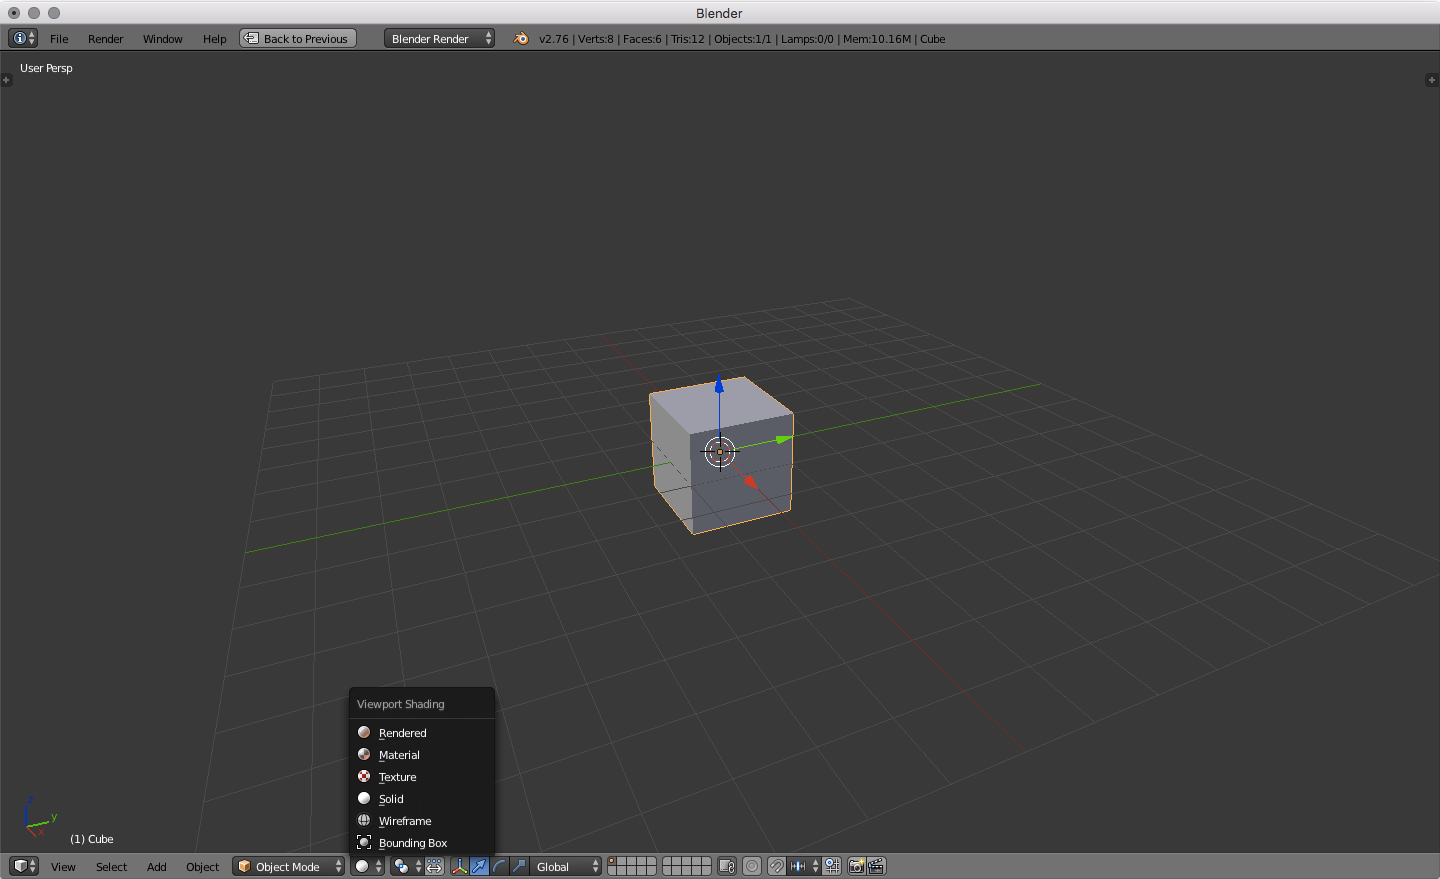 Blender
File Render Window Help Back to Previous Blender Render v2.76 | Verts:8 | Faces:6 | Tris:12 | Objects:1/1 | Lamps:0/0 | Mem:10.16M | Cube
User Persp
Viewport Shading
Rendered
Material
Texture
Solid
Wireframe
Bounding Box
z
y
x
(1) Cube
View Select Add Object Object Mode Global